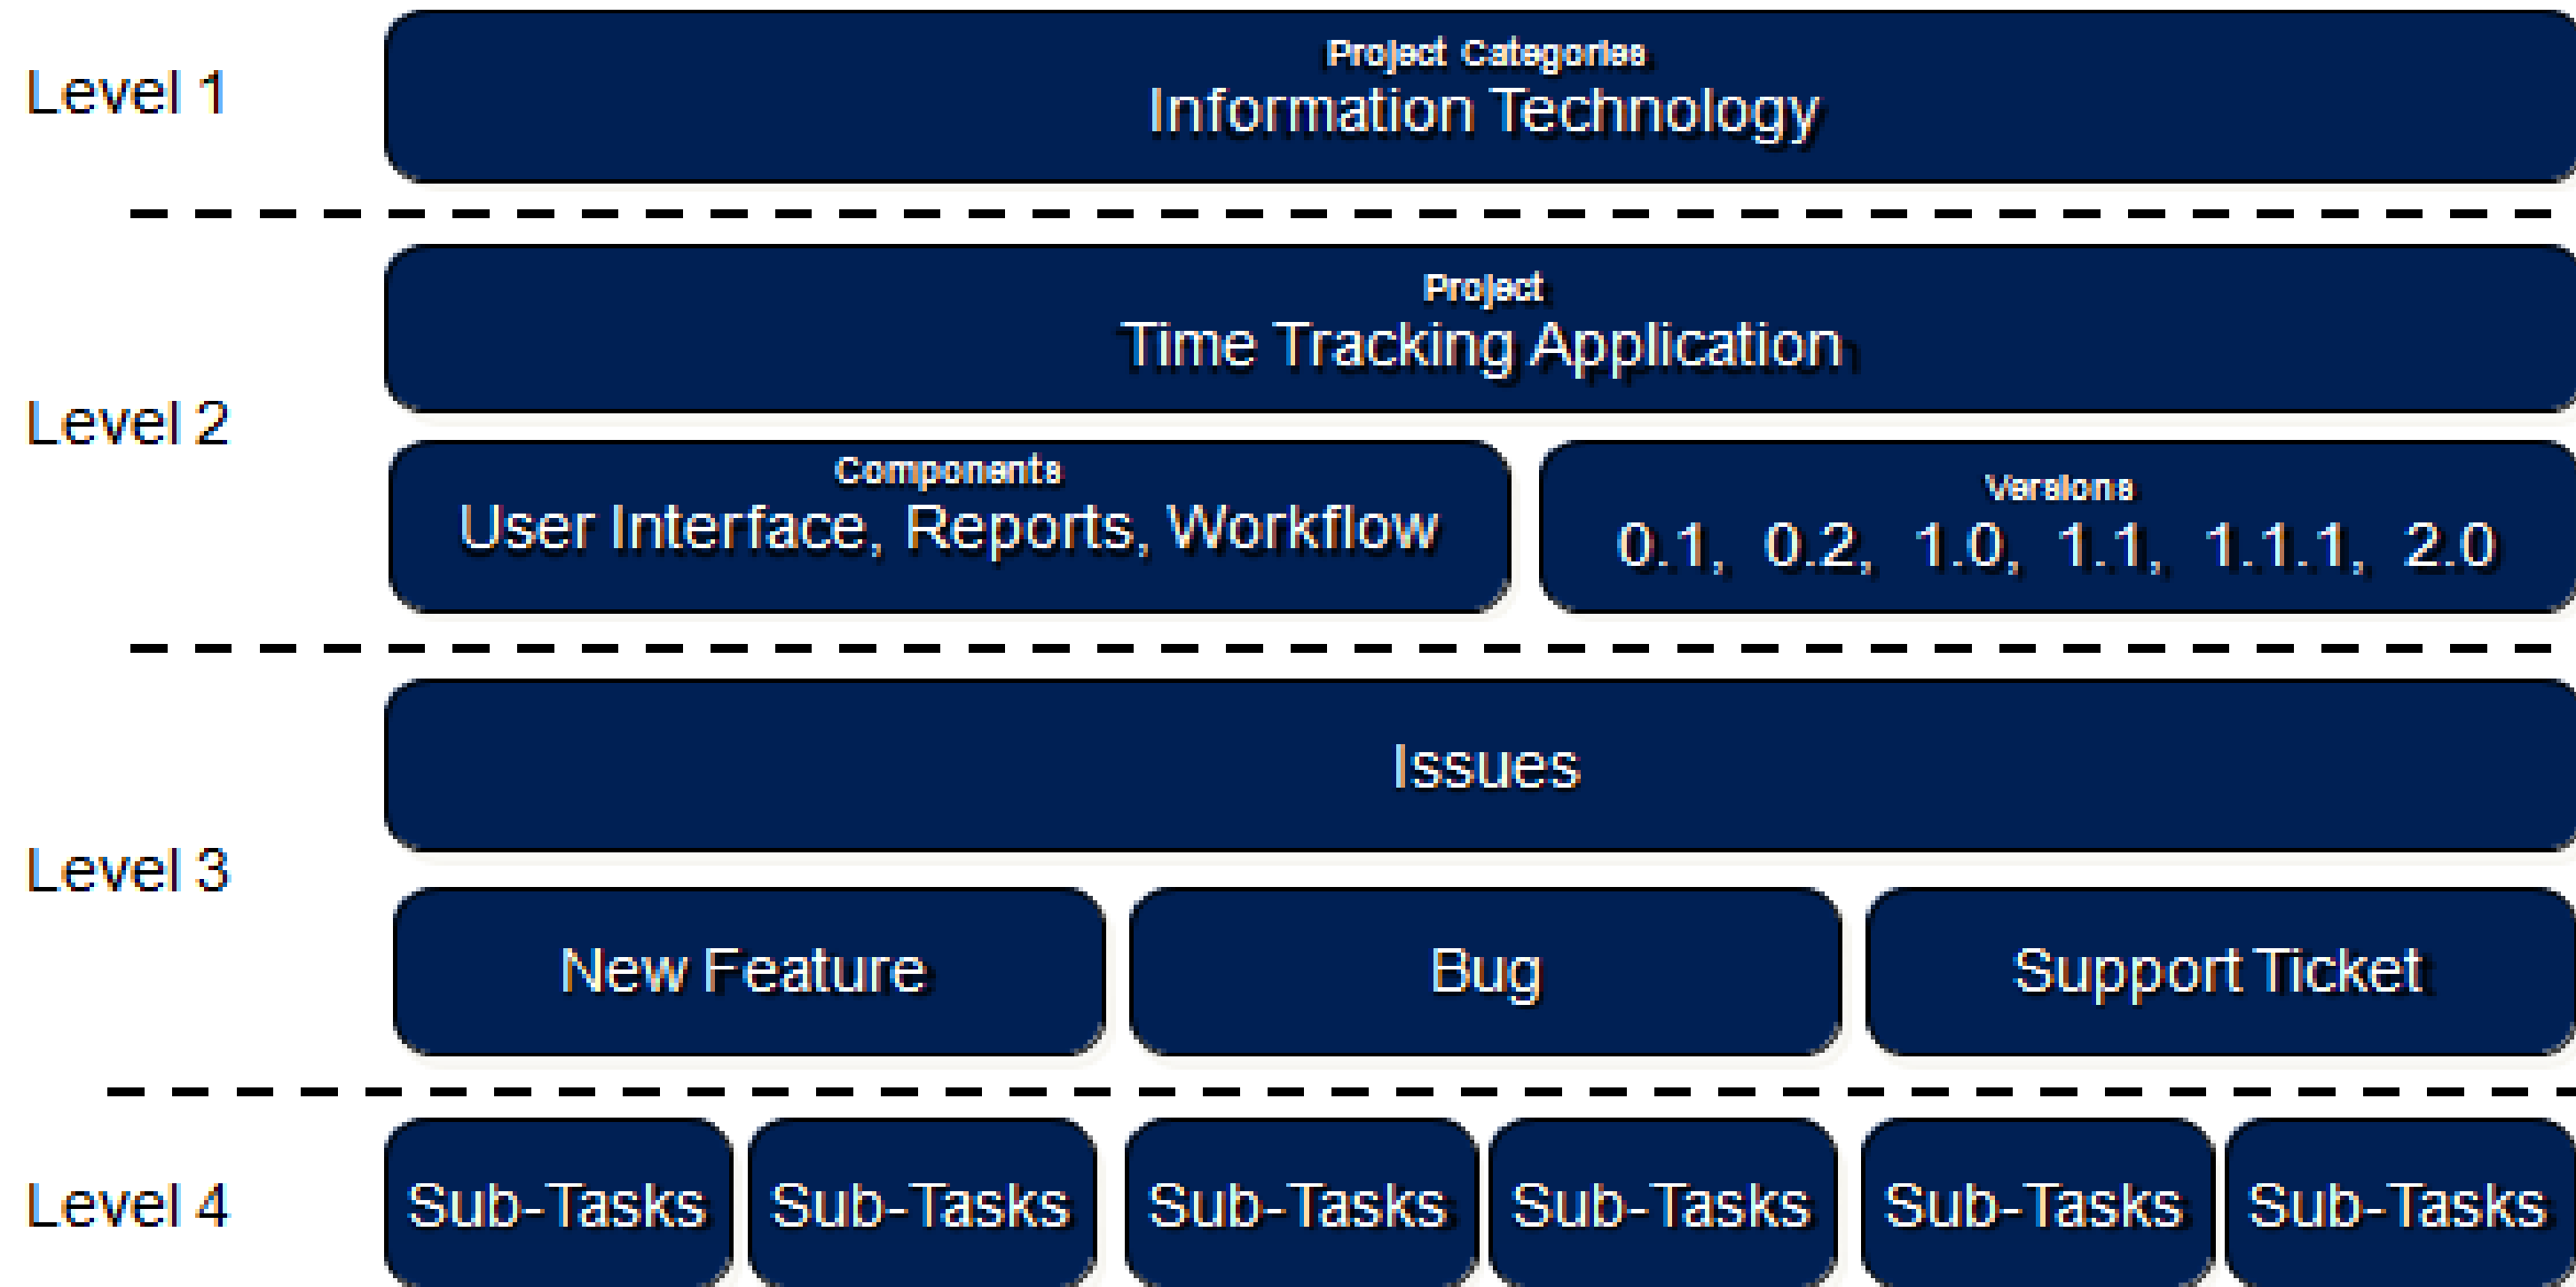 Level 1
Project Categories
Information Technology
Level 2
Project
Time Tracking Application
Components
User Interface, Reports, Workflow
Versions
0.1, 0.2, 1.0, 1.1, 1.1.1, 2.0
Level 3
Issues
New Feature
Bug
Support Ticket
Level 4
Sub-Tasks
Sub-Tasks
Sub-Tasks
Sub-Tasks
Sub-Tasks
Sub-Tasks